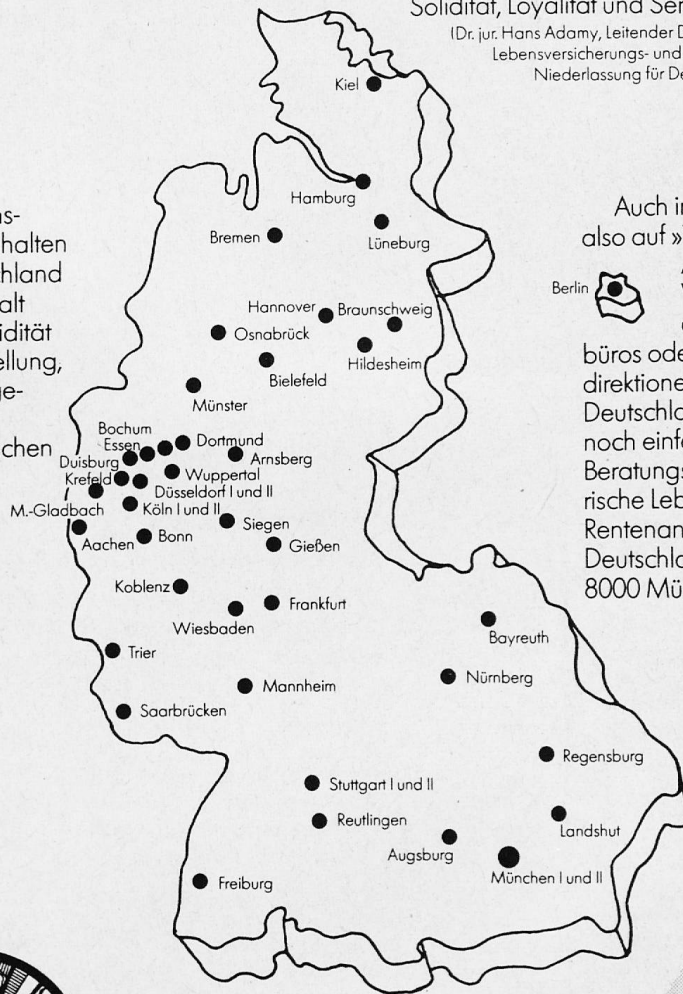 Solidität, Loyalität und Ser
(Dr. jur. Hans Adamy, Leitender D
Lebensversicherungs- und
Niederlassung für De
ns-
halten
chland
alt
idität
ellung,
ge-
chen
Kiel
Hamburg
Lüneburg
Bremen
Hannover
Braunschweig
Osnabrück
Hildesheim
Bielefeld
Münster
Bochum
Essen
Dortmund
Duisburg
Arnsberg
Krefeld
Wuppertal
Düsseldorf I und II
M.-Gladbach
Köln I und II
Siegen
Aachen
Bonn
Gießen
Koblenz
Frankfurt
Wiesbaden
Bayreuth
Trier
Nürnberg
Mannheim
Saarbrücken
Regensburg
Stuttgart I und II
Reutlingen
Landshut
Augsburg
München I und II
Freiburg
Auch i
also auf »
Berlin
büros ode
direktione
Deutschla
noch einfa
Beratungs
rische Leb
Rentenan
Deutschla
8000 Mü